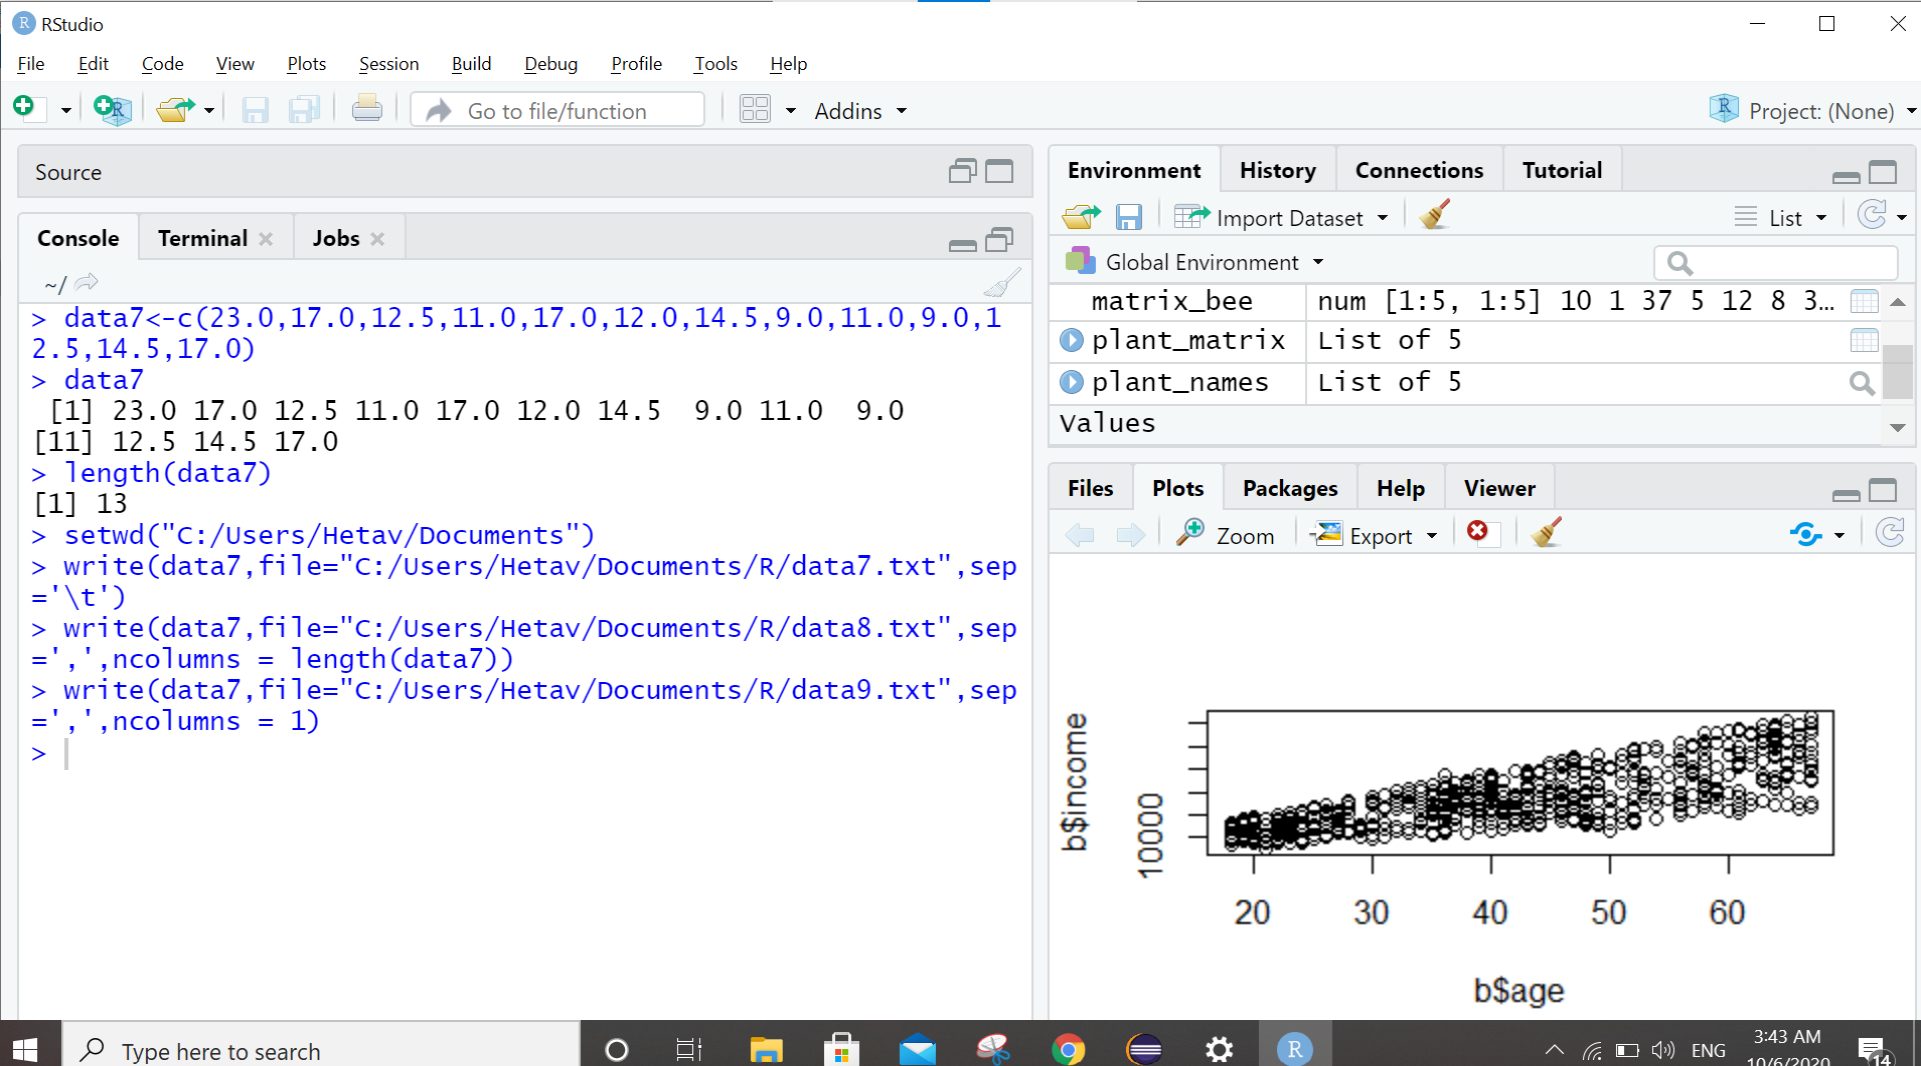 RStudio
File Edit Code View Plots Session Build Debug Profile Tools Help
Go to file/function Addins Project: (None)
Source
Console Terminal Jobs
~/
> data7<-c(23.0,17.0,12.5,11.0,17.0,12.0,14.5,9.0,11.0,9.0,1
2.5,14.5,17.0)
> data7
[1] 23.0 17.0 12.5 11.0 17.0 12.0 14.5 9.0 11.0 9.0
[11] 12.5 14.5 17.0
> length(data7)
[1] 13
> setwd("C:/Users/Hetav/Documents")
> write(data7,file="C:/Users/Hetav/Documents/R/data7.txt",sep
='\t')
> write(data7,file="C:/Users/Hetav/Documents/R/data8.txt",sep
=',',ncolumns = length(data7))
> write(data7,file="C:/Users/Hetav/Documents/R/data9.txt",sep
=',',ncolumns = 1)
>
Environment History Connections Tutorial
Import Dataset List
Global Environment
matrix_bee num [1:5, 1:5] 10 1 37 5 12 8 3...
plant_matrix List of 5
plant_names List of 5
Values
Files Plots Packages Help Viewer
Zoom Export
b$income
10000
20 30 40 50 60
b$age
Type here to search
ENG
3:43 AM
10/6/2020
14